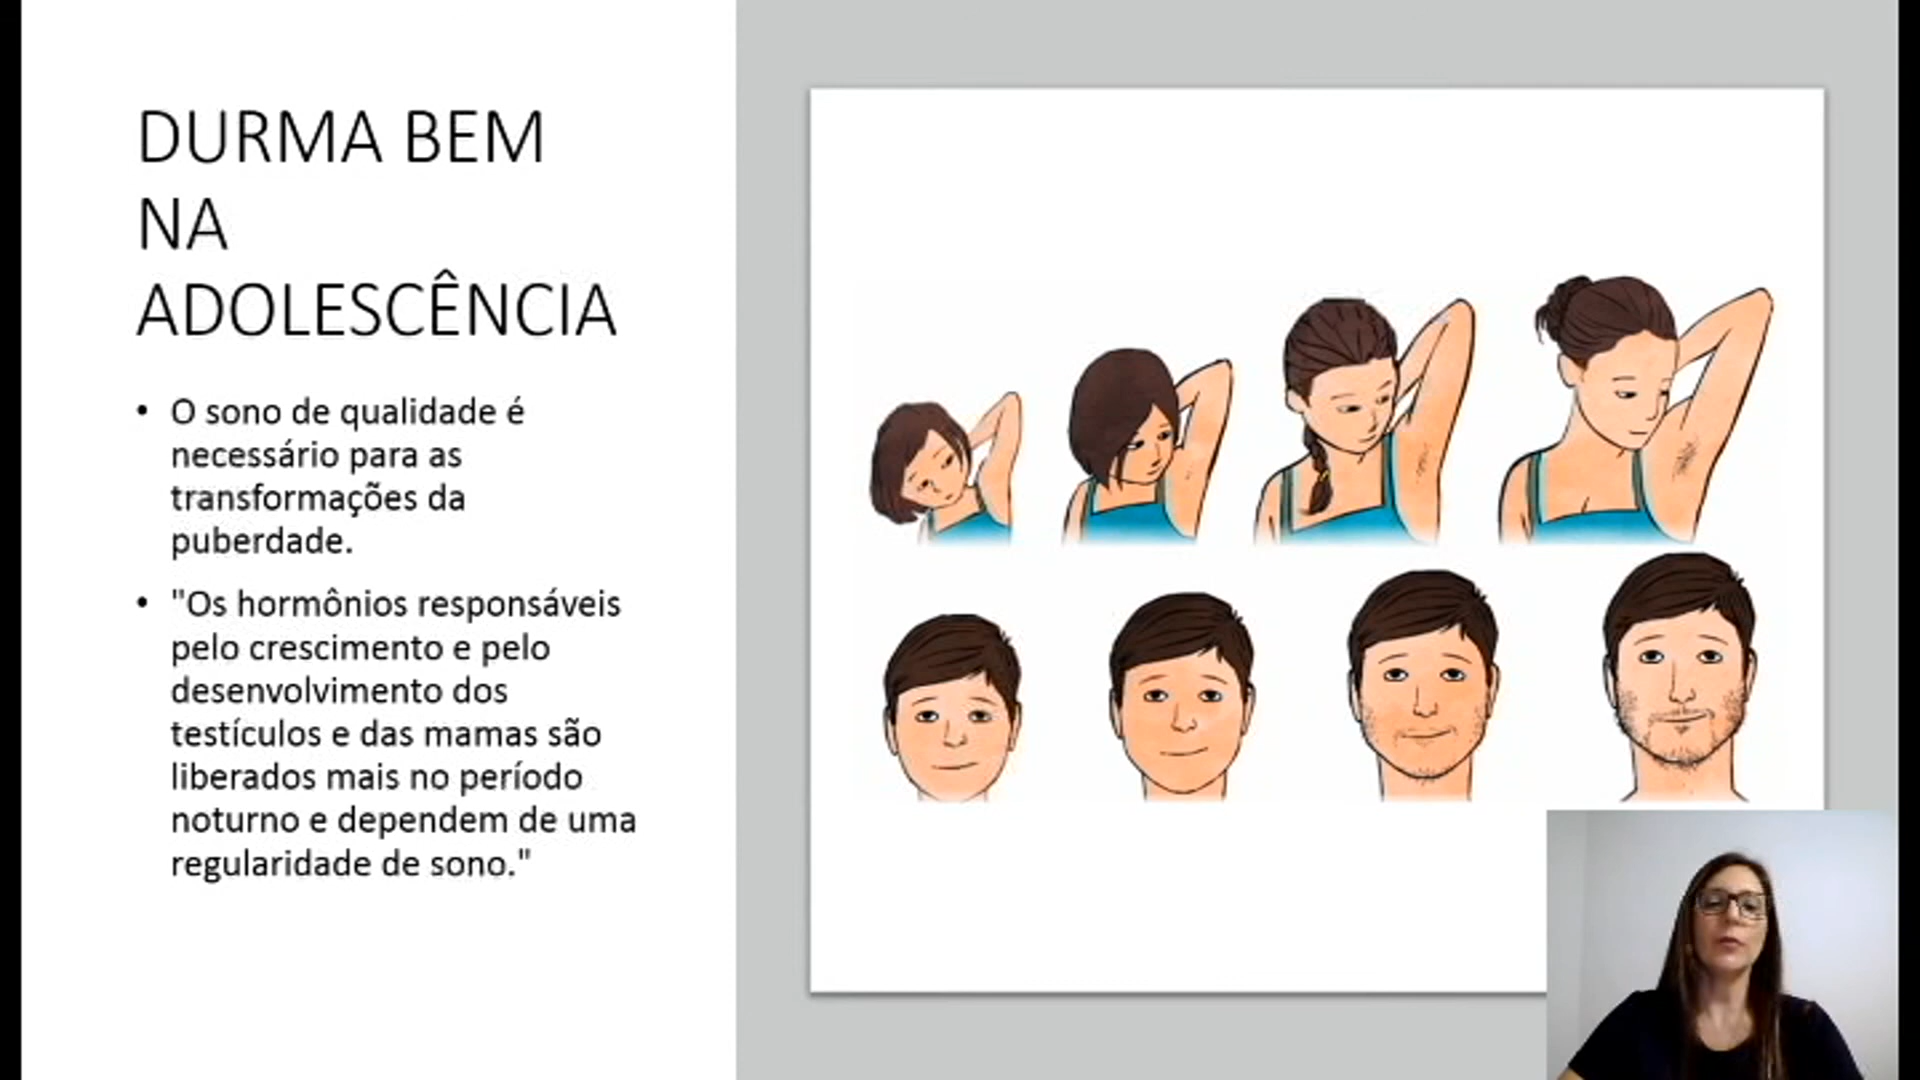 DURMA BEM
NA
ADOLESCÊNCIA
• O sono de qualidade é
necessário para as
transformações da
puberdade.
• "Os hormônios responsáveis
pelo crescimento e pelo
desenvolvimento dos
testículos e das mamas são
liberados mais no período
noturno e dependem de uma
regularidade de sono."